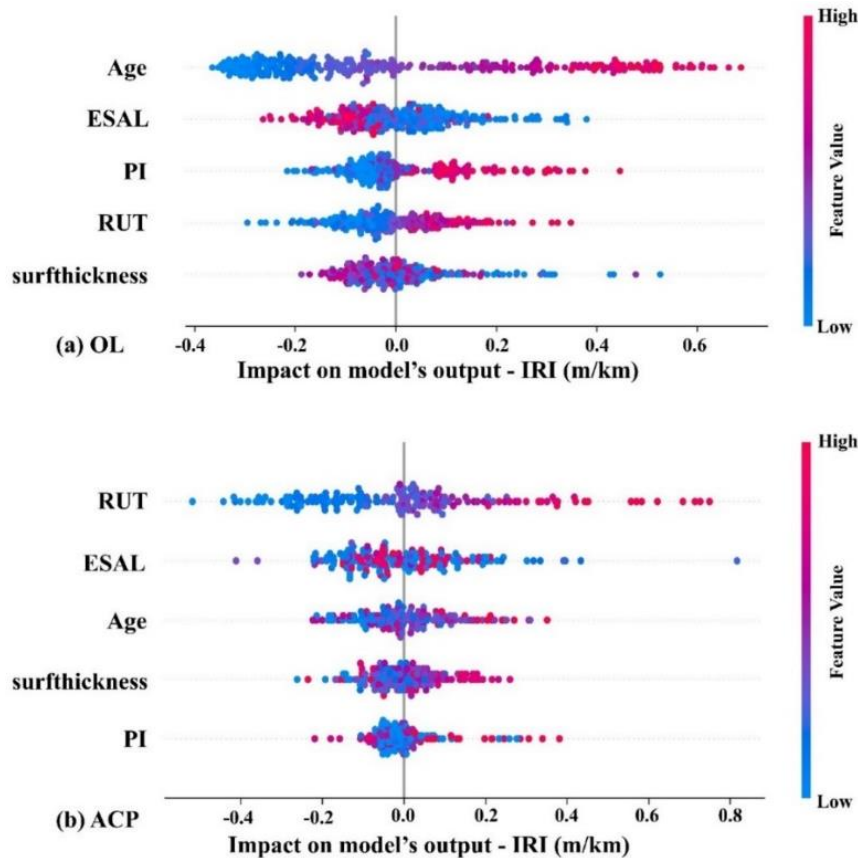 High
Age
ESAL
PI
RUT
surfthickness
Feature Value
Low
-0.4 -0.2 0.0 0.2 0.4 0.6
(a) OL
Impact on model's output - IRI (m/km)
High
RUT
ESAL
Age
surfthickness
PI
Feature Value
Low
-0.4 -0.2 0.0 0.2 0.4 0.6 0.8
(b) ACP
Impact on model's output - IRI (m/km)